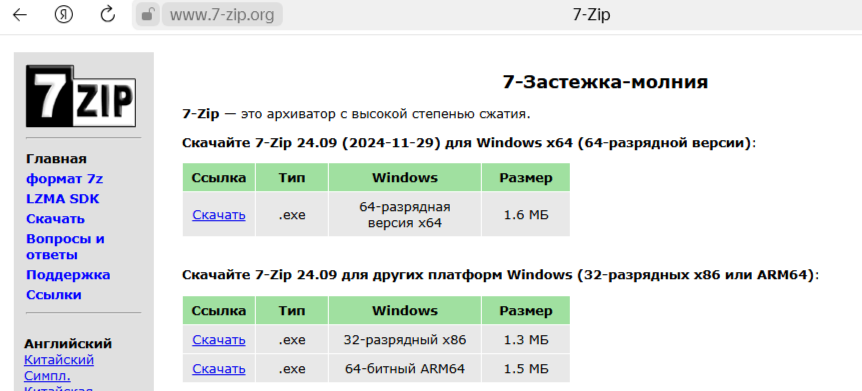 www.7-zip.org
7-Zip
7 ZIP
7-Застежка-молния
7-Zip — это архиватор с высокой степенью сжатия.
Скачайте 7-Zip 24.09 (2024-11-29) для Windows x64 (64-разрядной версии):
Ссылка Тип Windows Размер
Скачать .exe 64-разрядная версия x64 1.6 МБ
Скачайте 7-Zip 24.09 для других платформ Windows (32-разрядных x86 или ARM64):
Ссылка Тип Windows Размер
Скачать .exe 32-разрядный x86 1.3 МБ
Скачать .exe 64-битный ARM64 1.5 МБ
Главная
формат 7z
LZMA SDK
Скачать
Вопросы и
ответы
Поддержка
Ссылки
Английский
Китайский
Симпл.
Китайская